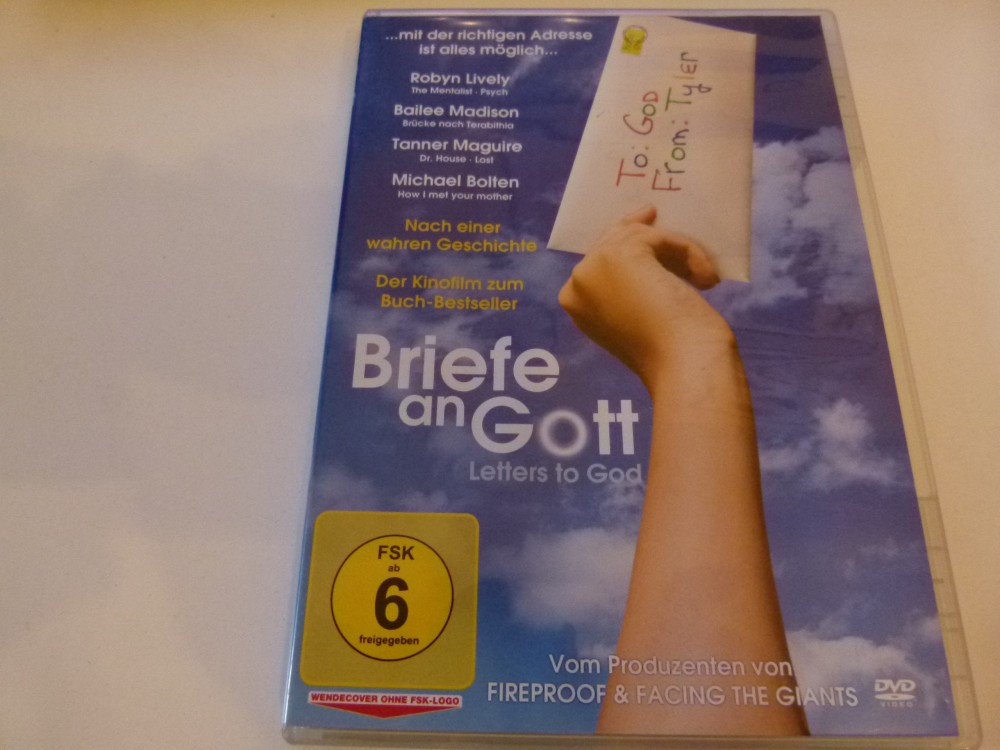 ...mit der richtigen Adresse
ist alles möglich...
Robyn Lively
The Mentalist · Psych
Bailee Madison
Brücke nach Terabithia
Tanner Maguire
Dr. House · Lost
Michael Bolten
How I met your mother
Nach einer
wahren Geschichte
Der Kinofilm zum
Buch-Bestseller
To: GOD
From: Tyler
Briefe
an Gott
Letters to God
FSK
ab
6
freigegeben
WENDECOVER OHNE FSK-LOGO
Vom Produzenten von
FIREPROOF & FACING THE GIANTS
DVD
VIDEO